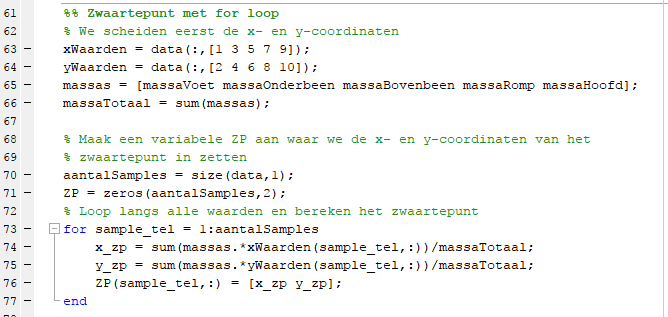 61 %% Zwaartepunt met for loop
62 % We scheiden eerst de x- en y-coordinaten
63 – xWaarden = data(:,[1 3 5 7 9]);
64 – yWaarden = data(:,[2 4 6 8 10]);
65 – massas = [massaVoet massaOnderbeen massaBovenbeen massaRomp massaHoofd];
66 – massaTotaal = sum(massas);
67
68 % Maak een variabele ZP aan waar we de x- en y-coordinaten van het
69 % zwaartepunt in zetten
70 – aantalSamples = size(data,1);
71 – ZP = zeros(aantalSamples,2);
72 % Loop langs alle waarden en bereken het zwaartepunt
73 – for sample_tel = 1:aantalSamples
74 – x_zp = sum(massas.*xWaarden(sample_tel,:))/massaTotaal;
75 – y_zp = sum(massas.*yWaarden(sample_tel,:))/massaTotaal;
76 – ZP(sample_tel,:) = [x_zp y_zp];
77 – end